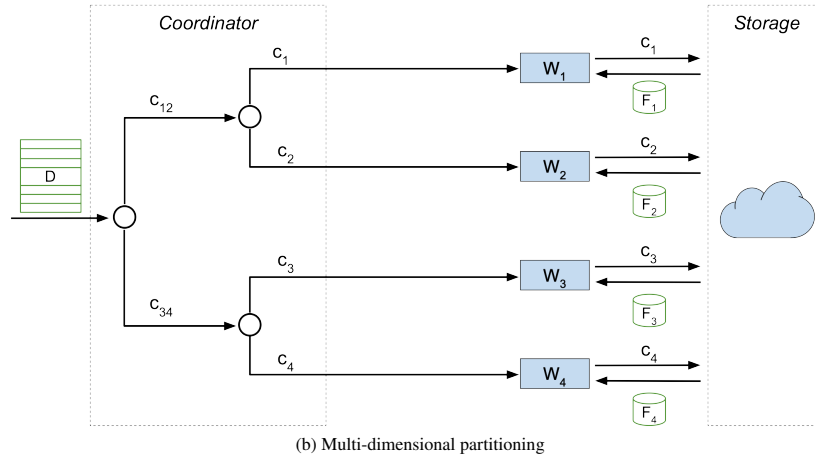 Coordinator
Storage
c1
W1
c1
F1
c12
D
c2
W2
c2
F2
c3
W3
c3
F3
c34
c4
W4
c4
F4
(b) Multi-dimensional partitioning